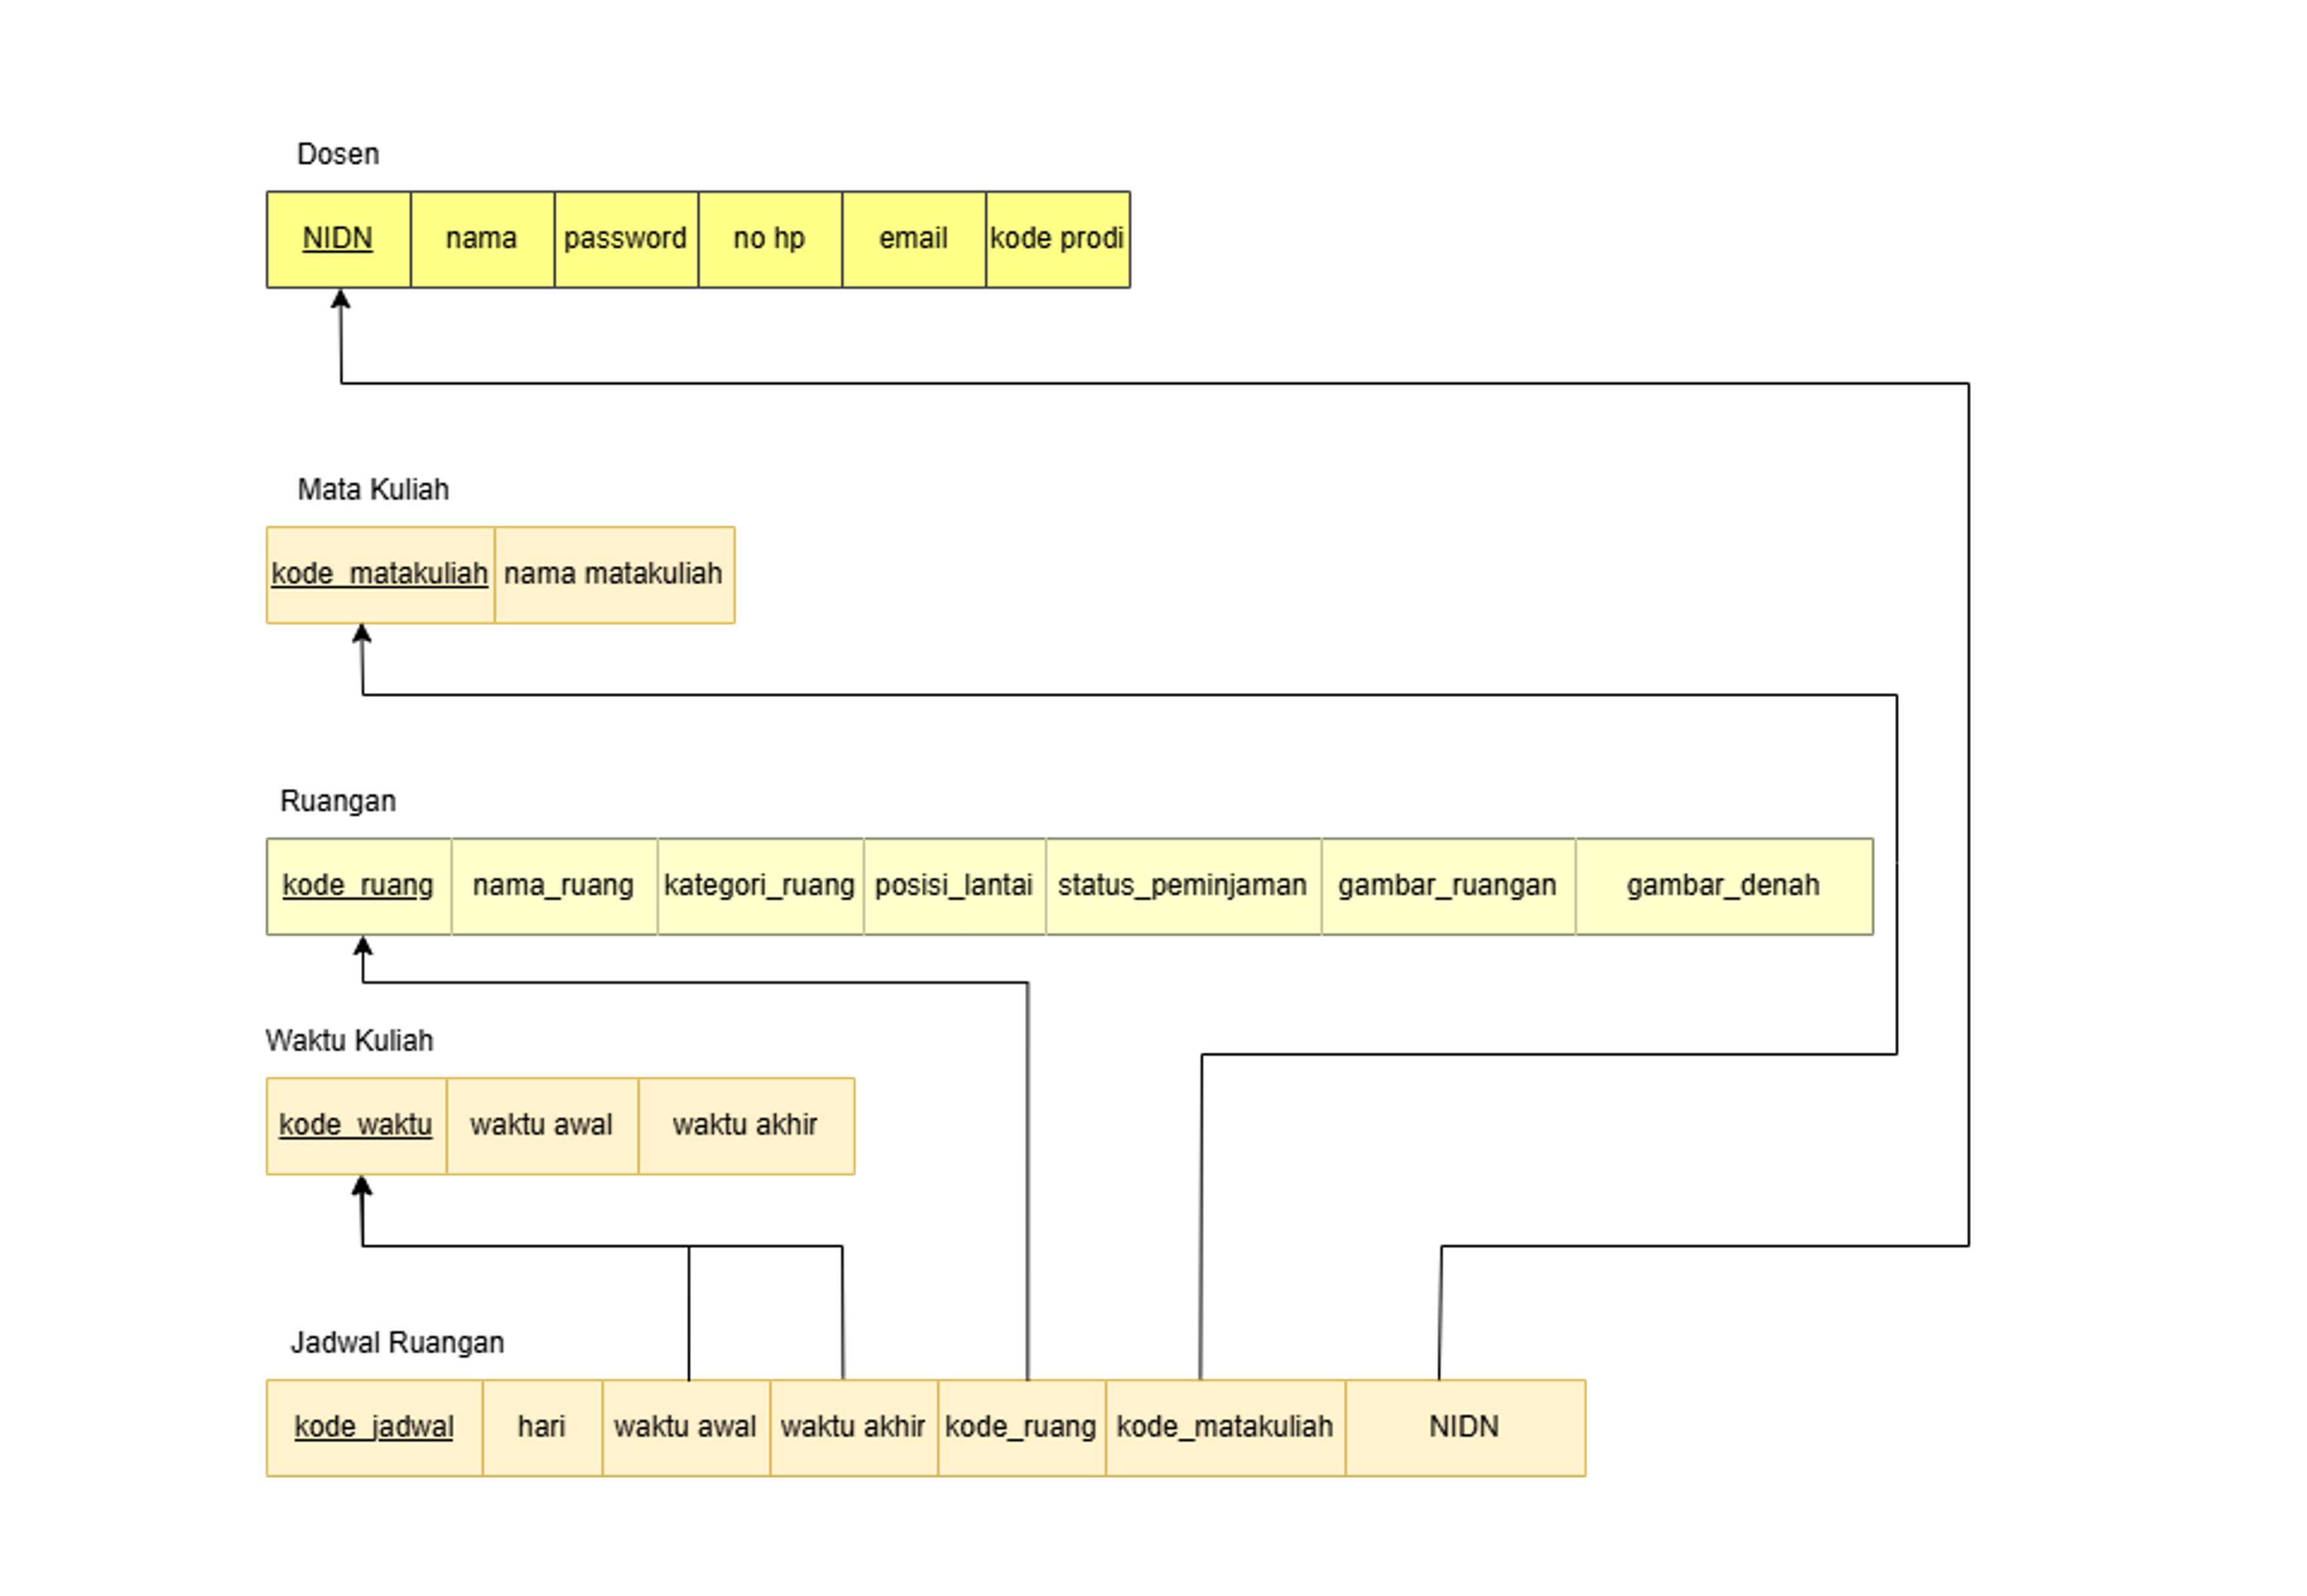 Dosen
NIDN nama password no hp email kode prodi
Mata Kuliah
kode_matakuliah nama matakuliah
Ruangan
kode_ruang nama_ruang kategori_ruang posisi_lantai status_peminjaman gambar_ruangan gambar_denah
Waktu Kuliah
kode_waktu waktu awal waktu akhir
Jadwal Ruangan
kode_jadwal hari waktu awal waktu akhir kode_ruang kode_matakuliah NIDN